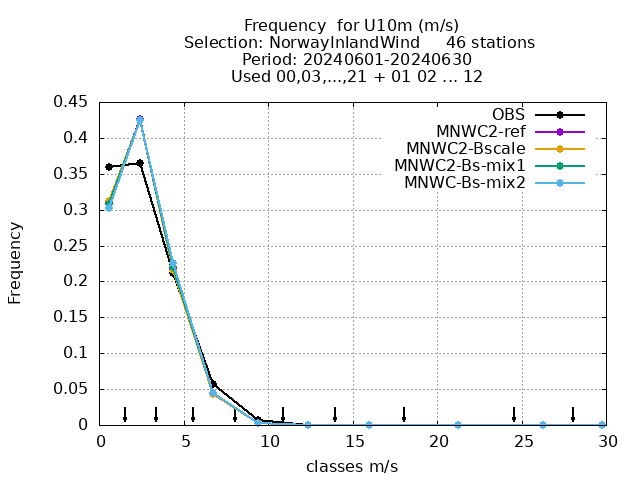 Frequency  for U10m (m/s)
Selection: NorwayInlandWind     46 stations
Period: 20240601-20240630
Used 00,03,...,21 + 01 02 ... 12
OBS
MNWC2-ref
MNWC2-Bscale
MNWC2-Bs-mix1
MNWC-Bs-mix2
Frequency
0.45
0.4
0.35
0.3
0.25
0.2
0.15
0.1
0.05
0
0 5 10 15 20 25 30
classes m/s